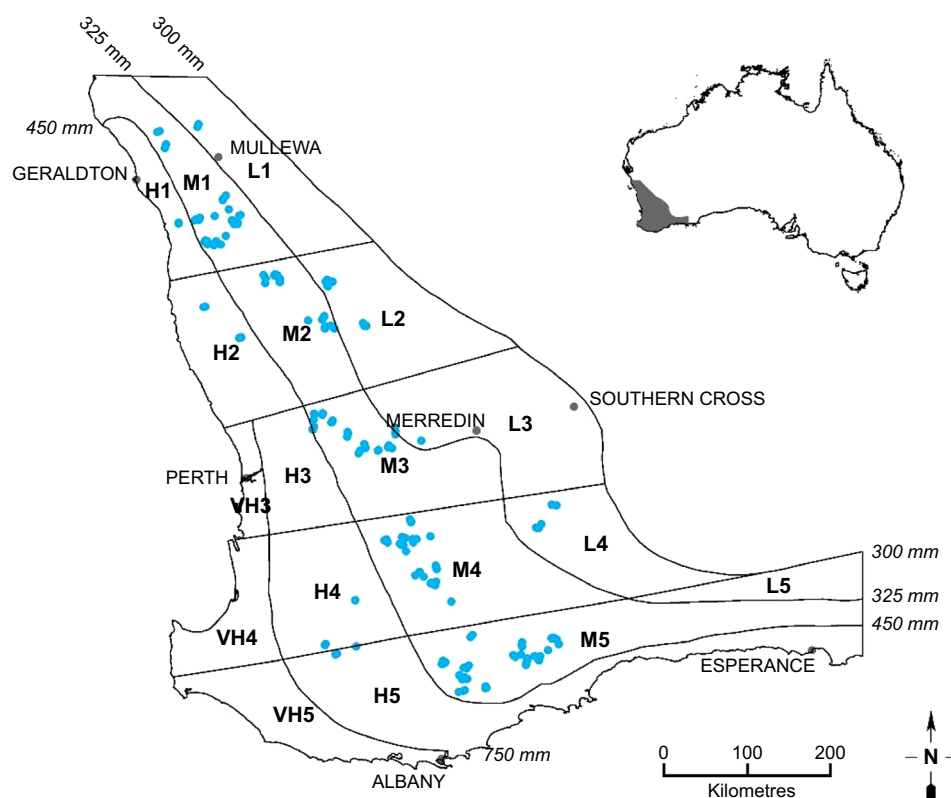 325 mm
300 mm
450 mm
MULLEWA
GERALDTON
H1
M1
L1
H2
M2
L2
SOUTHERN CROSS
MERREDIN
L3
PERTH
H3
M3
VH3
L4
300 mm
M4
L5
H4
325 mm
450 mm
VH4
M5
ESPERANCE
H5
VH5
750 mm
ALBANY
0 100 200
Kilometres
N